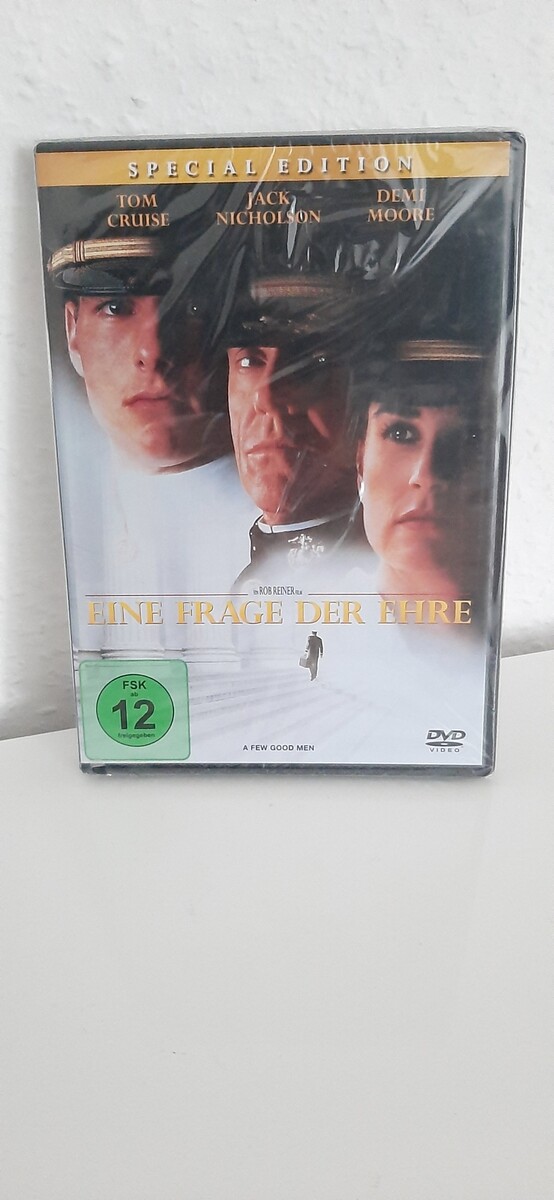 SPECIAL EDITION
TOM CRUISE
JACK NICHOLSON
DEMI MOORE
ein ROB REINER film
EINE FRAGE DER EHRE
FSK
ab
12
freigegeben
A FEW GOOD MEN
DVD
VIDEO